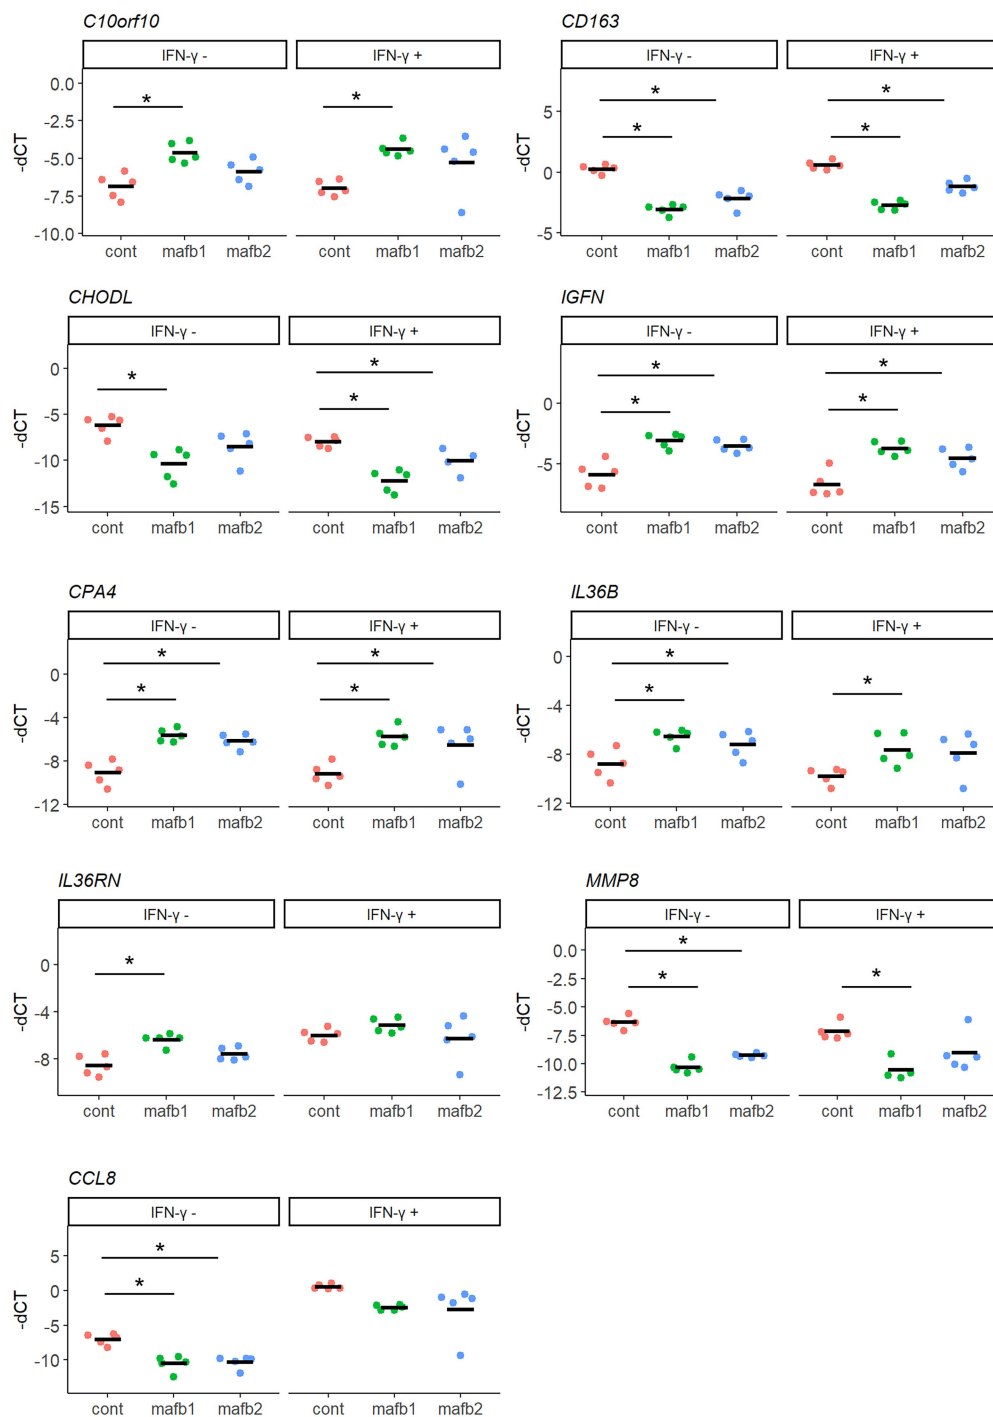 C10orf10
IFN-γ -
IFN-γ +
-dCT
0.0
-2.5
-5.0
-7.5
-10.0
cont mafb1 mafb2
cont mafb1 mafb2
*
*
CD163
IFN-γ -
IFN-γ +
-dCT
5
0
-5
cont mafb1 mafb2
cont mafb1 mafb2
*
*
*
*
CHODL
IFN-γ -
IFN-γ +
-dCT
0
-5
-10
-15
cont mafb1 mafb2
cont mafb1 mafb2
*
*
*
IGFN
IFN-γ -
IFN-γ +
-dCT
0
-5
cont mafb1 mafb2
cont mafb1 mafb2
*
*
*
*
CPA4
IFN-γ -
IFN-γ +
-dCT
0
-4
-8
-12
cont mafb1 mafb2
cont mafb1 mafb2
*
*
*
*
IL36B
IFN-γ -
IFN-γ +
-dCT
0
-4
-8
-12
cont mafb1 mafb2
cont mafb1 mafb2
*
*
*
IL36RN
IFN-γ -
IFN-γ +
-dCT
0
-4
-8
cont mafb1 mafb2
cont mafb1 mafb2
*
MMP8
IFN-γ -
IFN-γ +
-dCT
0.0
-2.5
-5.0
-7.5
-10.0
-12.5
cont mafb1 mafb2
cont mafb1 mafb2
*
*
*
CCL8
IFN-γ -
IFN-γ +
-dCT
5
0
-5
-10
cont mafb1 mafb2
cont mafb1 mafb2
*
*